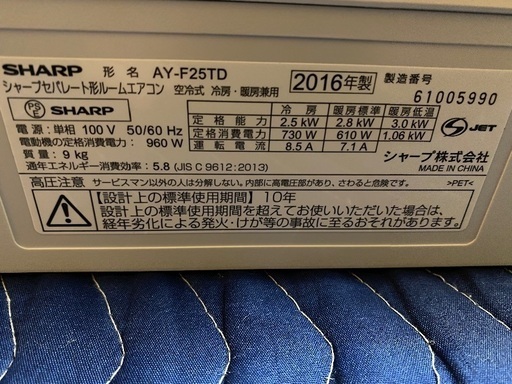 SHARP 形名 AY-F25TD
シャープセパレート形ルームエアコン 空冷式 冷房・暖房兼用
2016年製 製造番号
61005990
PSE SHARP
電源：単相 100 V 50/60 Hz
電動機の定格消費電力： 960 W
質量：9 kg
冷房 暖房標準 暖房低温
定格能力 2.5 kW 2.8 kW 3.0 kW
定格消費電力 730 W 610 W 1.06 kW
運転電流 8.5 A 7.1 A
S JET
通年エネルギー消費効率： 5.8 (JIS C 9612:2013)
シャープ株式会社
MADE IN CHINA
高圧注意 サービスマン以外の人は分解しない。内部に高電圧部があり、さわると危険です。
>PET<
【設計上の標準使用期間】10年
設計上の標準使用期間を超えてお使いいただいた場合は、
経年劣化による発火・けが等の事故に至るおそれがあります。